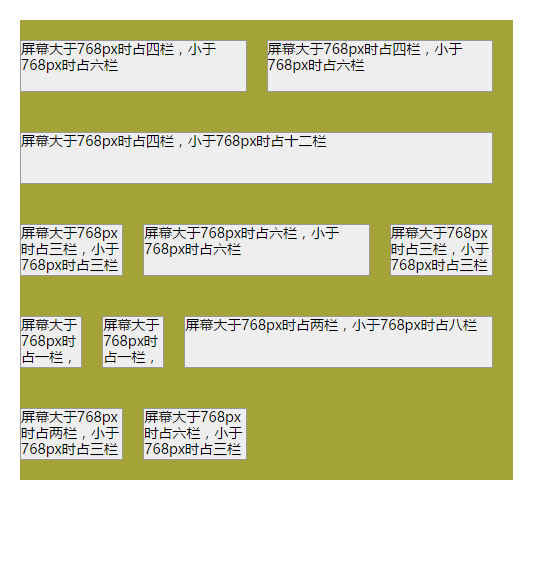 屏幕大于768px时占四栏，小于
768px时占六栏
屏幕大于768px时占四栏，小于
768px时占六栏
屏幕大于768px时占四栏，小于768px时占十二栏
屏幕大于768px
时占三栏，小于
768px时占三栏
屏幕大于768px时占六栏，小于
768px时占六栏
屏幕大于768px
时占三栏，小于
768px时占三栏
屏幕大于
768px时
占一栏，
屏幕大于
768px时
占一栏，
屏幕大于768px时占两栏，小于768px时占八栏
屏幕大于768px
时占两栏，小于
768px时占三栏
屏幕大于768px
时占六栏，小于
768px时占三栏